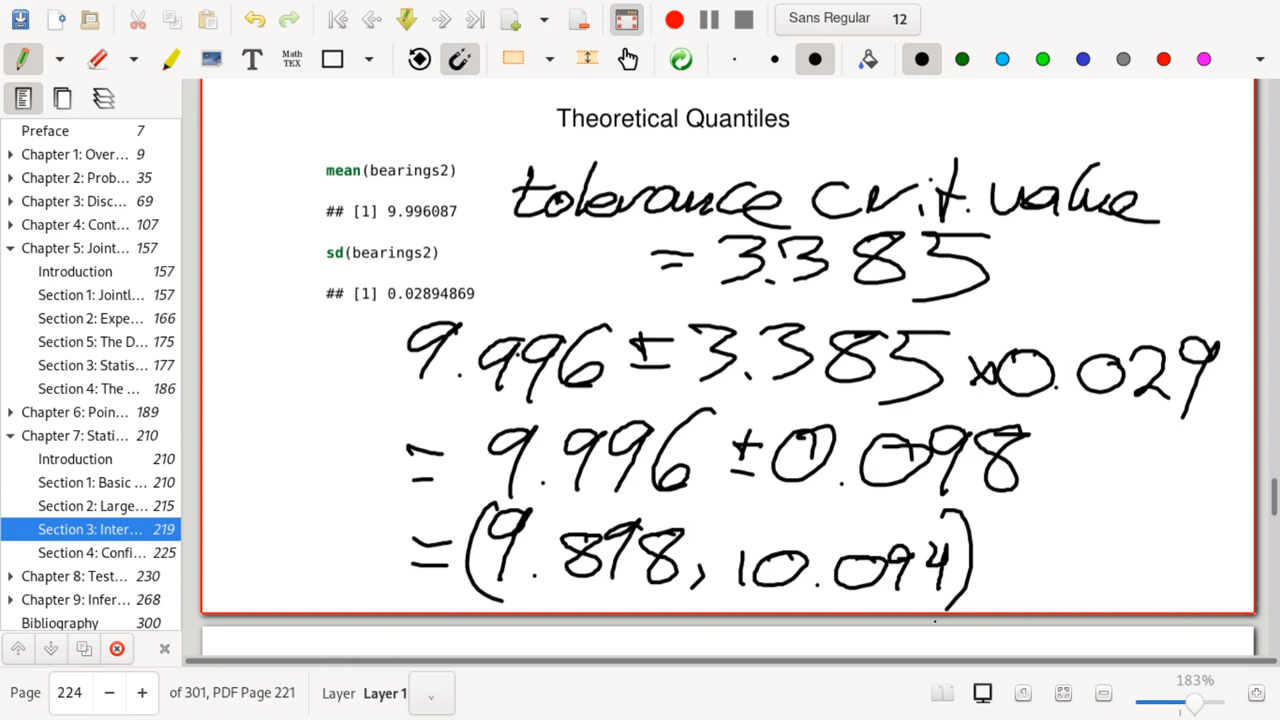 Sans Regular 12
T Math TEX
Preface 7
Chapter 1: Over... 9
Chapter 2: Prob... 35
Chapter 3: Disc... 69
Chapter 4: Cont... 107
Chapter 5: Joint... 157
Introduction 157
Section 1: Jointl... 157
Section 2: Expe... 166
Section 5: The D... 175
Section 3: Statis... 177
Section 4: The ... 186
Chapter 6: Poin... 189
Chapter 7: Stati... 210
Introduction 210
Section 1: Basic ... 210
Section 2: Large... 215
Section 3: Inter... 219
Section 4: Confi... 225
Chapter 8: Test... 230
Chapter 9: Infer... 268
Bibliography 300
Theoretical Quantiles
mean(bearings2)
## [1] 9.996087
sd(bearings2)
## [1] 0.02894869
tolerance crit. value
= 3.385
9.996 ± 3.385 × 0.029
= 9.996 ± 0.098
= (9.898, 10.094)
Page 224 of 301, PDF Page 221 Layer Layer 1
183%